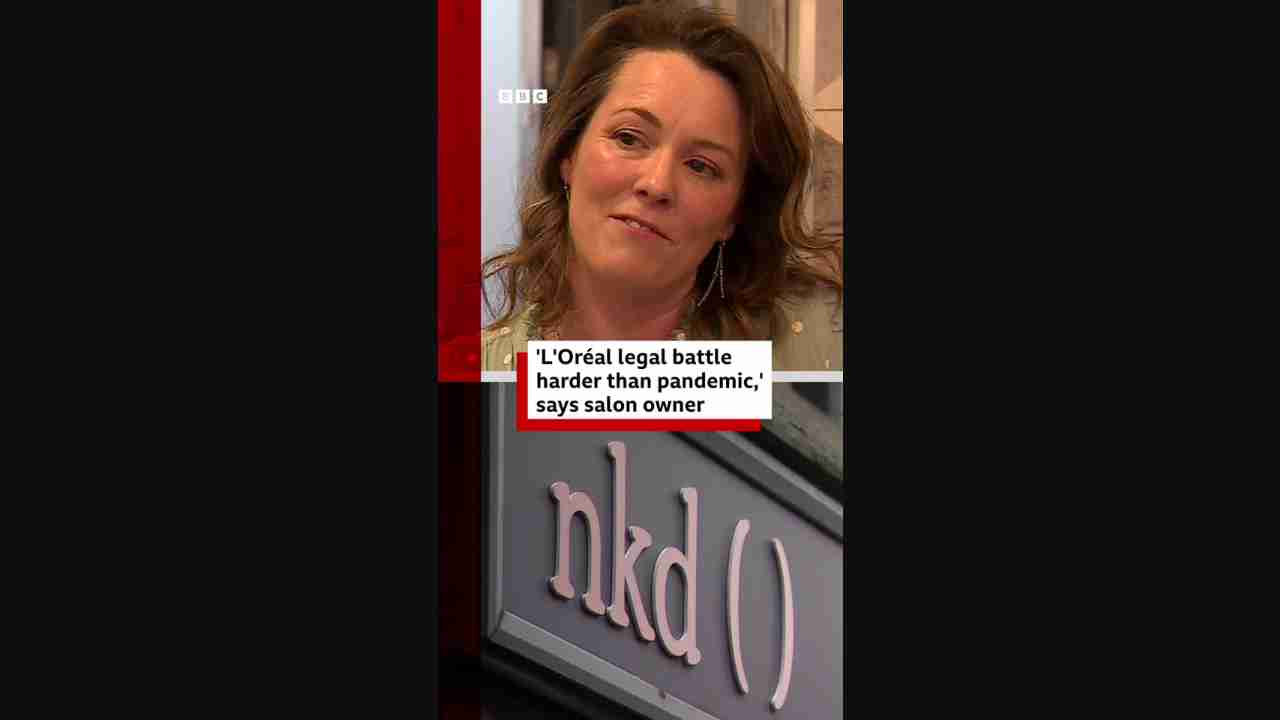 BBC
'L'Oréal legal battle
harder than pandemic,'
says salon owner
nkd ()